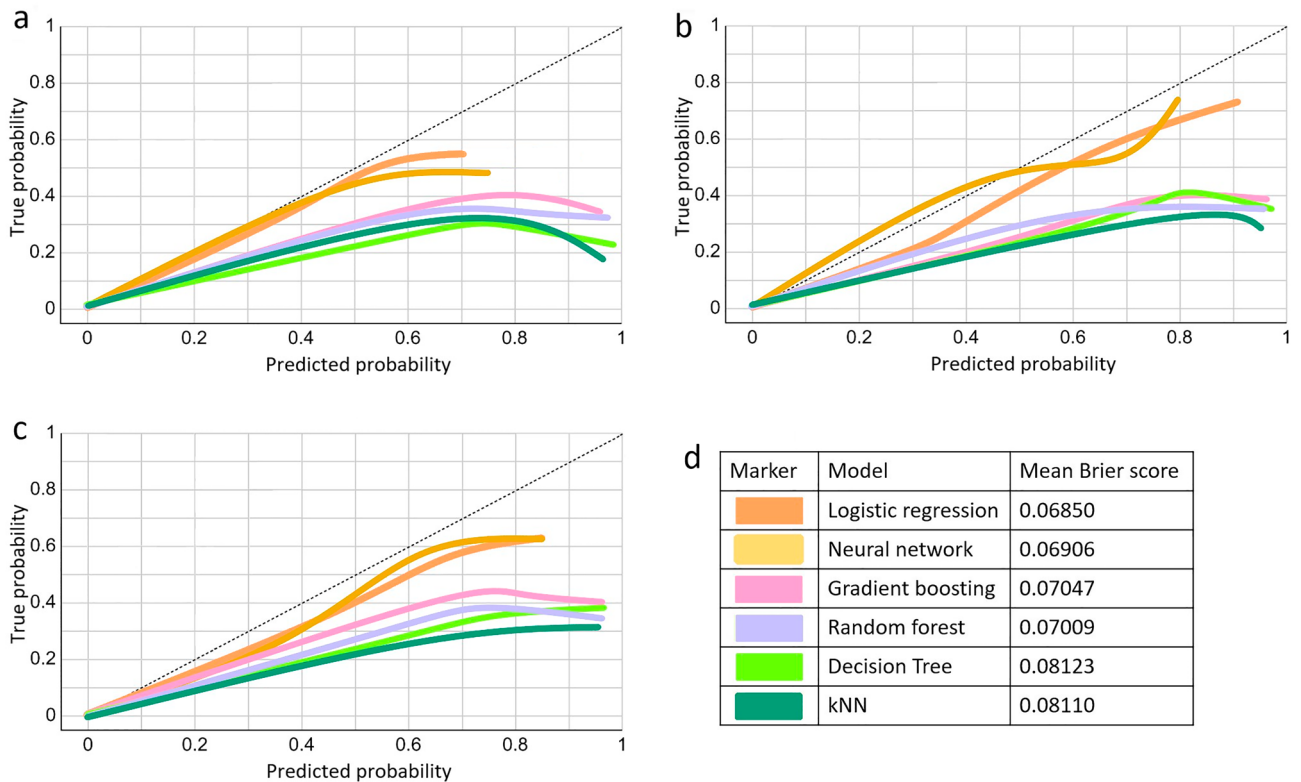 a
1
0.8
0.6
0.4
0.2
0
True probability
0 0.2 0.4 0.6 0.8 1
Predicted probability
b
1
0.8
0.6
0.4
0.2
0
True probability
0 0.2 0.4 0.6 0.8 1
Predicted probability
c
1
0.8
0.6
0.4
0.2
0
True probability
0 0.2 0.4 0.6 0.8 1
Predicted probability
d
Marker Model Mean Brier score
Logistic regression 0.06850
Neural network 0.06906
Gradient boosting 0.07047
Random forest 0.07009
Decision Tree 0.08123
kNN 0.08110